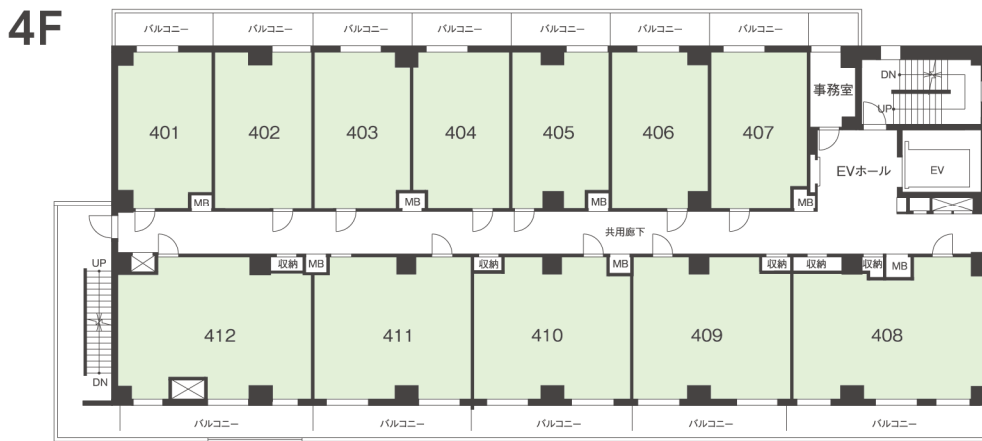 4F
バルコニー バルコニー バルコニー バルコニー バルコニー バルコニー バルコニー
DN
事務室
UP
401 402 403 404 405 406 407
EVホール EV
MB MB MB MB
共用廊下
UP 収納 MB 収納 MB 収納 収納 収納 MB
412 411 410 409 408
DN
バルコニー バルコニー バルコニー バルコニー バルコニー